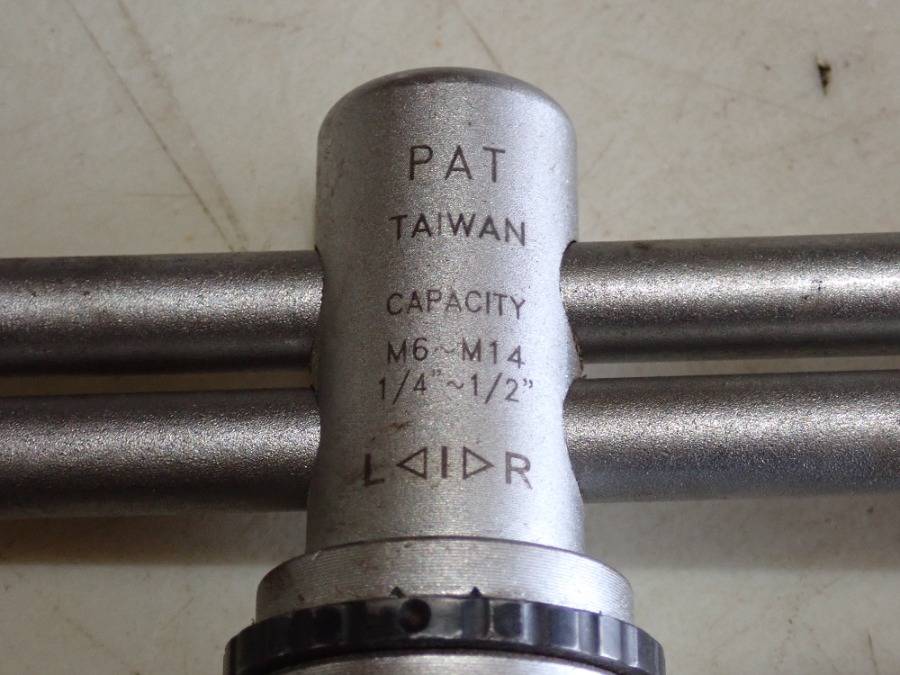 PAT
TAIWAN
CAPACITY
M6~M14
1/4"~1/2"
L◁I▷R